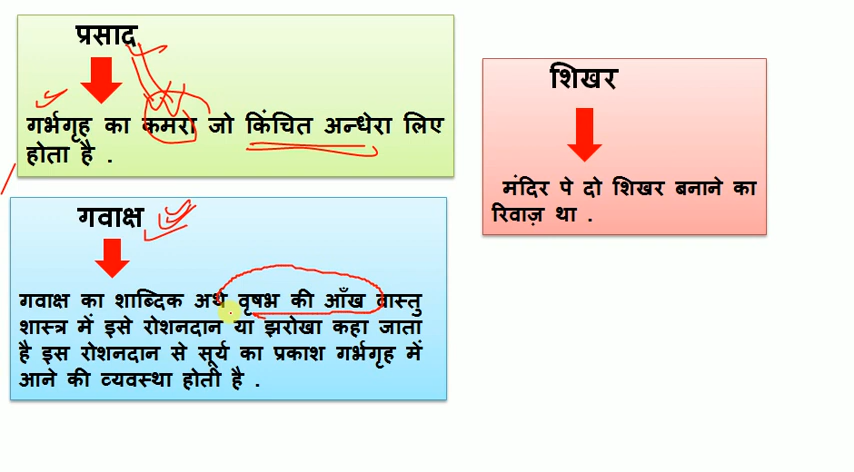 प्रसाद
गर्भगृह का कमरा जो किंचित अन्धेरा लिए
होता है .
गवाक्ष
गवाक्ष का शाब्दिक अर्थ वृषभ की आँख वास्तु
शास्त्र में इसे रोशनदान या झरोखा कहा जाता
है इस रोशनदान से सूर्य का प्रकाश गर्भगृह में
आने की व्यवस्था होती है .
शिखर
मंदिर पे दो शिखर बनाने का
रिवाज़ था .